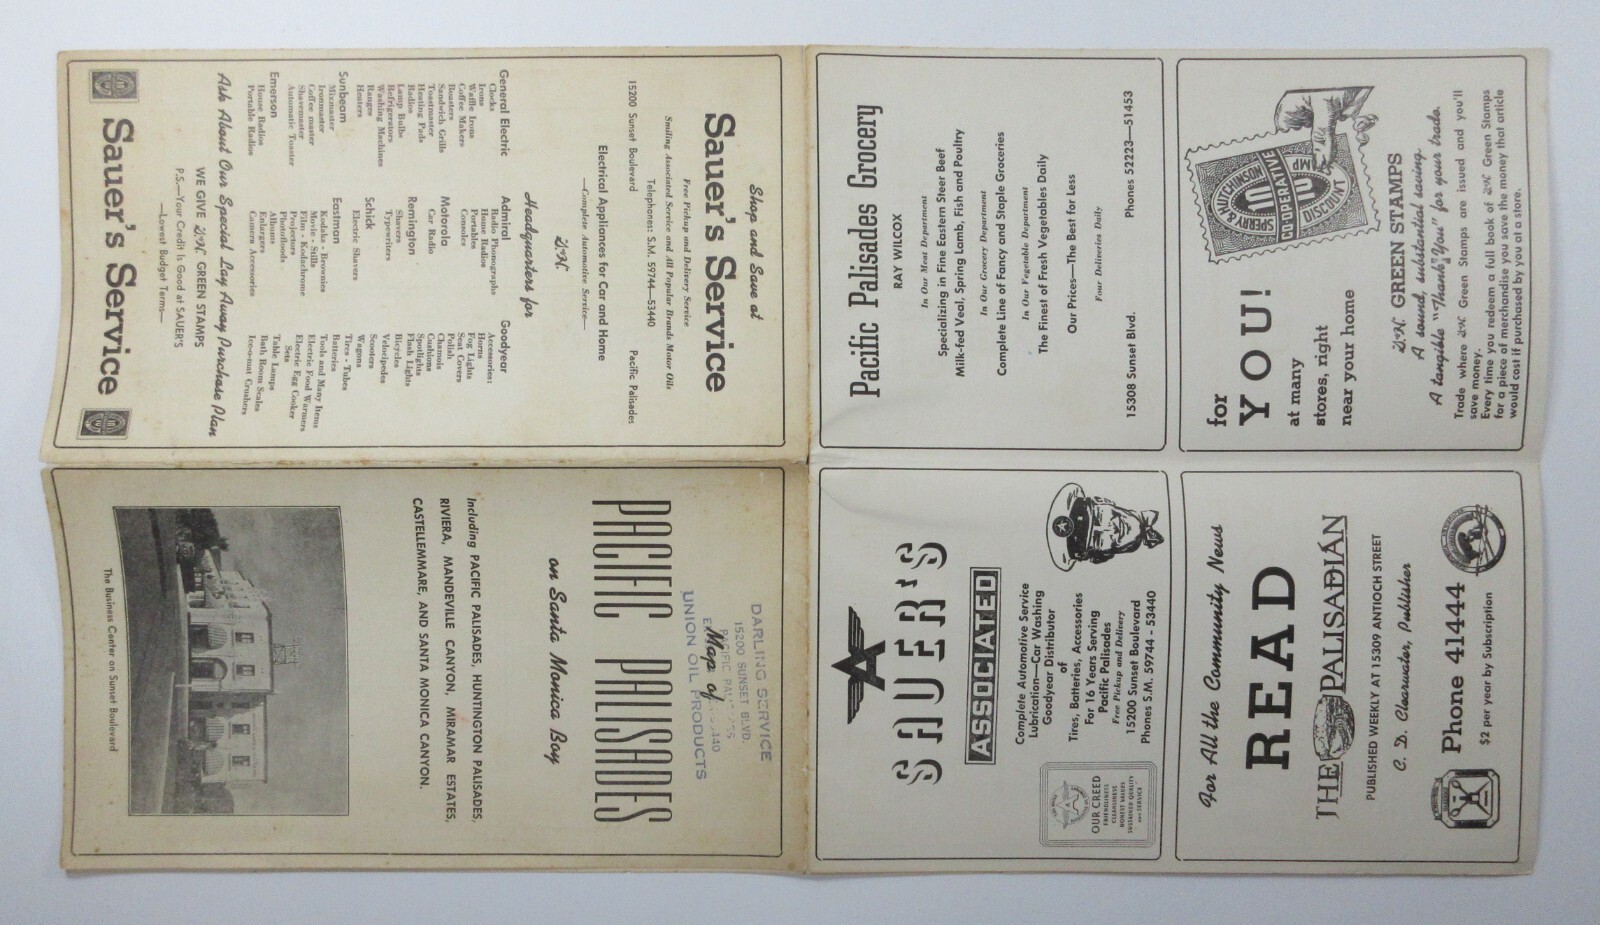 Shop and Save at
Sauer's Service
Free Pickup and Delivery Service
Smiling Associated Service and All Popular Brands Motor Oils
Telephones: S.M. 59744—53440
15200 Sunset Boulevard
Pacific Palisades
Electrical Appliances for Car and Home
—Complete Automotive Service—
S.&H.
Headquarters for
General Electric
Clocks
Irons
Waffle Irons
Coffee Makers
Roasters
Sandwich Grills
Toastmaster
Heating Pads
Radios
Lamp Bulbs
Refrigerators
Washing Machines
Ranges
Heaters
Sunbeam
Mixmaster
Ironmaster
Coffee master
Shavemaster
Automatic Toaster
Emerson
House Radios
Portable Radios
Admiral
Radio Phonographs
House Radios
Portables
Consoles
Motorola
Car Radio
Remington
Shavers
Typewriters
Schick
Electric Shavers
Eastman
Kodaks - Brownies
Movie - Stills
Film - Kodachrome
Projectors
Photofloods
Albums
Enlargers
Camera Accessories
Goodyear
Accessories:
Horns
Fog Lights
Seat Covers
Polish
Chamois
Cushions
Spotlights
Flash Lights
Bicycles
Velocipedes
Scooters
Wagons
Tires - Tubes
Batteries
Tools and Many Items
Electric Food Warmers
Electric Egg Cooker
Sets
Table Lamps
Bath Room Scales
Ice-o-mat Crushers
Ask About Our Special Lay Away Purchase Plan
WE GIVE S.&H. GREEN STAMPS
P.S.—Your Credit Is Good at SAUER'S
—Lowest Budget Terms—
Sauer's Service
DARLING SERVICE
15200 SUNSET BLVD.
UNION OIL PRODUCTS
Map of
PACIFIC PALISADES
on Santa Monica Bay
Including PACIFIC PALISADES, HUNTINGTON PALISADES,
RIVIERA, MANDEVILLE CANYON, MIRAMAR ESTATES,
CASTELLEMMARE, AND SANTA MONICA CANYON.
The Business Center on Sunset Boulevard
Pacific Palisades Grocery
RAY WILCOX
In Our Meat Department
Specializing in Fine Eastern Steer Beef
Milk-fed Veal, Spring Lamb, Fish and Poultry
In Our Grocery Department
Complete Line of Fancy and Staple Groceries
In Our Vegetable Department
The Finest of Fresh Vegetables Daily
Our Prices—The Best for Less
Four Deliveries Daily
15308 Sunset Blvd.
Phones 52223—51453
SAUER'S
ASSOCIATED
Complete Automotive Service
Lubrication—Car Washing
Goodyear Distributor
of
Tires, Batteries, Accessories
For 16 Years Serving
Pacific Palisades
Free Pickup and Delivery
15200 Sunset Boulevard
Phones S.M. 59744 - 53440
OUR CREED
FRIENDLINESS
CLEANLINESS
HONEST VALUES
SUSTAINED QUALITY
and SERVICE
SPERRY & HUTCHINSON
CO-OPERATIVE
DISCOUNT
for
YOU!
at many
stores, right
near your home
S.&H. GREEN STAMPS
A sound, substantial saving.
A tangible "Thank You" for your trade.
Trade where S.&H. Green Stamps are issued and you'll
save money.
Every time you redeem a full book of S.&H. Green Stamps
for a piece of merchandise you save the money that article
would cost if purchased by you at a store.
For All the Community News
READ
THE PALISADIAN
PUBLISHED WEEKLY AT 15309 ANTIOCH STREET
C. D. Clearwater, Publisher
Phone 41444
$2 per year by Subscription